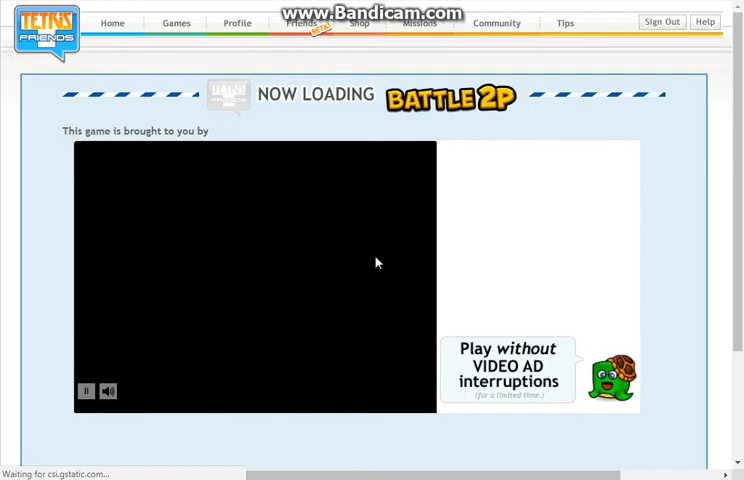 www.Bandicam.com
TETRIS
FRIENDS
Home Games Profile Friends Shop Missions Community Tips Sign Out Help
BETA!
TETRIS
FRIENDS
NOW LOADING BATTLE 2P
This game is brought to you by
Play without
VIDEO AD
interruptions
(for a limited time.)
Waiting for csi.gstatic.com...